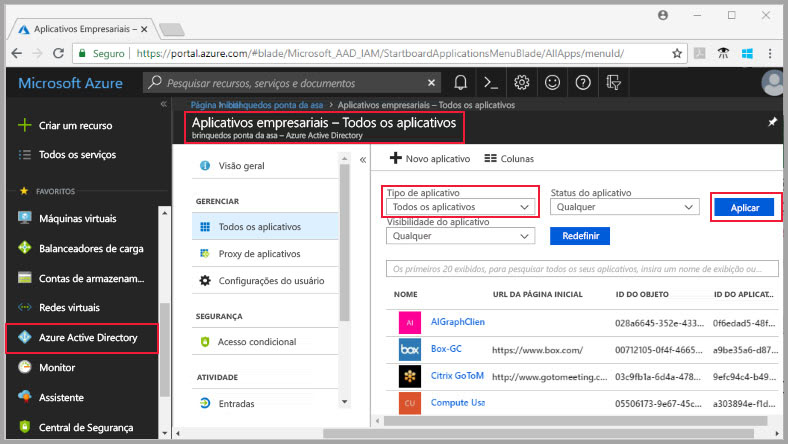 Aplicativos Empresariais –
Seguro
https://portal.azure.com/#blade/Microsoft_AAD_IAM/StartboardApplicationsMenuBlade/AllApps/menuId/
Microsoft Azure
Pesquisar recursos, serviços e documentos
Página
brinquedos ponta da asa
Aplicativos empresariais – Todos os aplicativos
Aplicativos empresariais – Todos os aplicativos
brinquedos ponta da asa – Azure Active Directory
Criar um recurso
Todos os serviços
FAVORITOS
Máquinas virtuais
Balanceadores de carga
Contas de armazenam...
Redes virtuais
Azure Active Directory
Monitor
Assistente
Central de Segurança
Visão geral
GERENCIAR
Todos os aplicativos
Proxy de aplicativos
Configurações do usuário
SEGURANÇA
Acesso condicional
ATIVIDADE
Entradas
Novo aplicativo
Colunas
Tipo de aplicativo
Todos os aplicativos
Status do aplicativo
Qualquer
Aplicar
Visibilidade do aplicativo
Qualquer
Redefinir
Os primeiros 20 exibidos, para pesquisar todos os seus aplicativos, insira um nome de exibição ou...
NOME URL DA PÁGINA INICIAL ID DO OBJETO ID DO APLICAT...
AI AIGraphClien 028a6645-352e-433... 0f6edad5-48f...
box Box-GC https://www.box.com/ 00712105-0f4f-4665... a9be35a6-d87...
Citrix GoToM http://www.gotomeeting.c... 03c9fb1a-6d4a-478... 9efc94c4-b49...
CU Compute Usa 05506173-9e67-45c... a303894e-f1d...